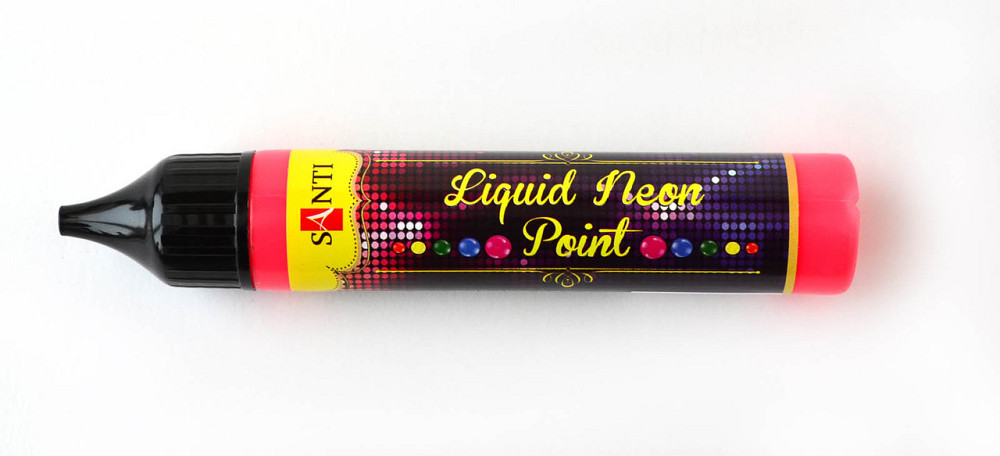 SANTI
Liquid Neon
Point